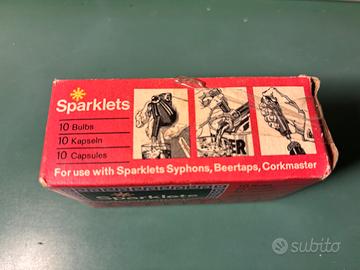 Sparklets
10 Bulbs
10 Kapseln
10 Capsules
For use with Sparklets Syphons, Beertaps, Corkmaster
Sparklets
subito